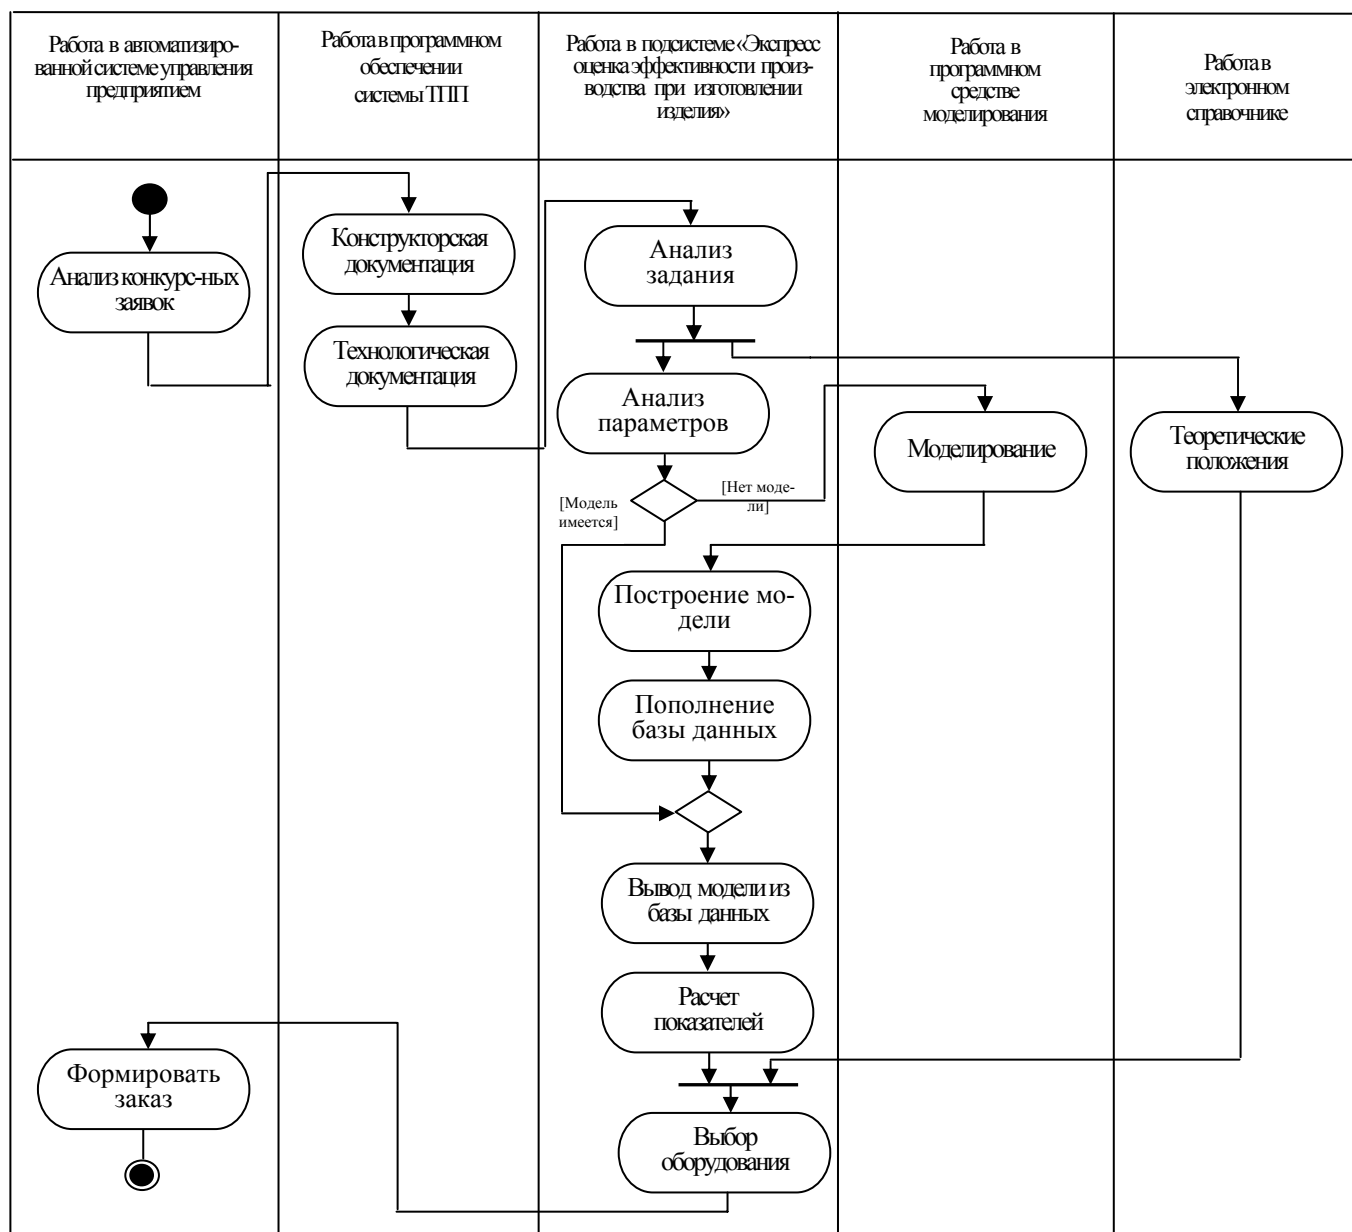 Работа в автоматизиро-
ванной системе управления
предприятием
Работа в программном
обеспечении
системы ТПП
Работа в подсистеме «Экспресс
оценка эффективности произ-
водства при изготовлении
изделия»
Работа в
программном
средстве
моделирования
Работа в
электронном
справочнике
Анализ конкурс-ных
заявок
Конструкторская
документация
Технологическая
документация
Анализ
задания
Анализ
параметров
Моделирование
Теоретические
положения
[Модель
имеется]
[Нет моде-
ли]
Построение мо-
дели
Пополнение
базы данных
Вывод модели из
базы данных
Расчет
показателей
Формировать
заказ
Выбор
оборудования